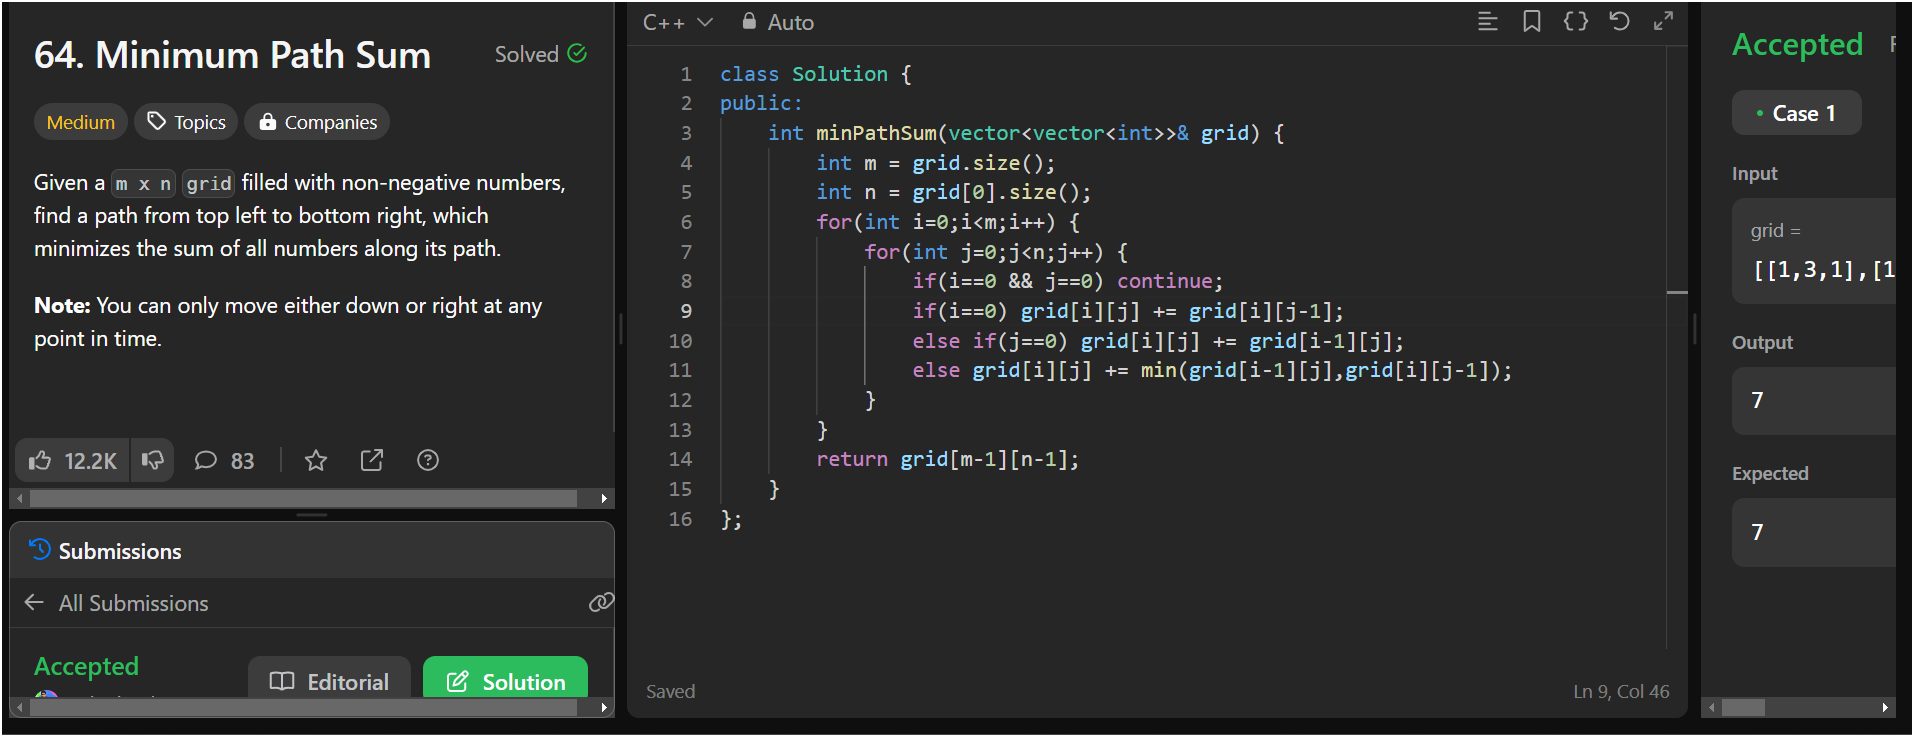 64. Minimum Path Sum
Solved
Medium
Topics
Companies
Given a m x n grid filled with non-negative numbers,
find a path from top left to bottom right, which
minimizes the sum of all numbers along its path.
Note: You can only move either down or right at any
point in time.
12.2K
83
Submissions
All Submissions
Accepted
Editorial
Solution
C++
Auto
1 class Solution {
2 public:
3 int minPathSum(vector<vector<int>>& grid) {
4 int m = grid.size();
5 int n = grid[0].size();
6 for(int i=0;i<m;i++) {
7 for(int j=0;j<n;j++) {
8 if(i==0 && j==0) continue;
9 if(i==0) grid[i][j] += grid[i][j-1];
10 else if(j==0) grid[i][j] += grid[i-1][j];
11 else grid[i][j] += min(grid[i-1][j],grid[i][j-1]);
12 }
13 }
14 return grid[m-1][n-1];
15 }
16 };
Saved
Ln 9, Col 46
Accepted
Case 1
Input
grid =
[[1,3,1],[1
Output
7
Expected
7